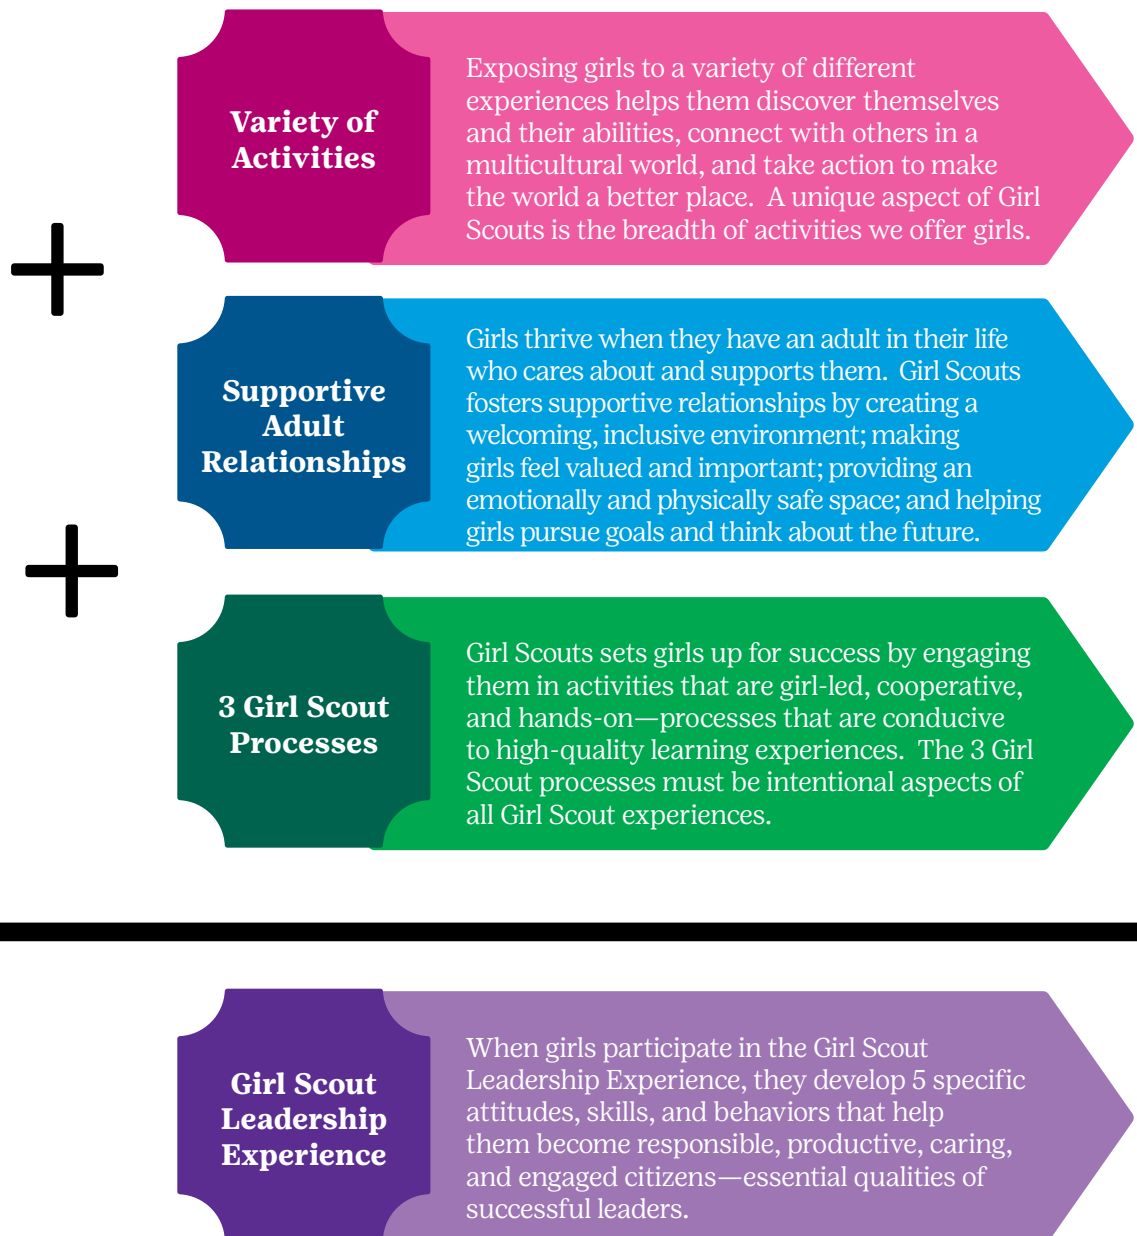 Variety of
Activities
Exposing girls to a variety of different
experiences helps them discover themselves
and their abilities, connect with others in a
multicultural world, and take action to make
the world a better place.  A unique aspect of Girl
Scouts is the breadth of activities we offer girls.
+
Supportive
Adult
Relationships
Girls thrive when they have an adult in their life
who cares about and supports them.  Girl Scouts
fosters supportive relationships by creating a
welcoming, inclusive environment; making
girls feel valued and important; providing an
emotionally and physically safe space; and helping
girls pursue goals and think about the future.
+
3 Girl Scout
Processes
Girl Scouts sets girls up for success by engaging
them in activities that are girl-led, cooperative,
and hands-on—processes that are conducive
to high-quality learning experiences.  The 3 Girl
Scout processes must be intentional aspects of
all Girl Scout experiences.
Girl Scout
Leadership
Experience
When girls participate in the Girl Scout
Leadership Experience, they develop 5 specific
attitudes, skills, and behaviors that help
them become responsible, productive, caring,
and engaged citizens—essential qualities of
successful leaders.